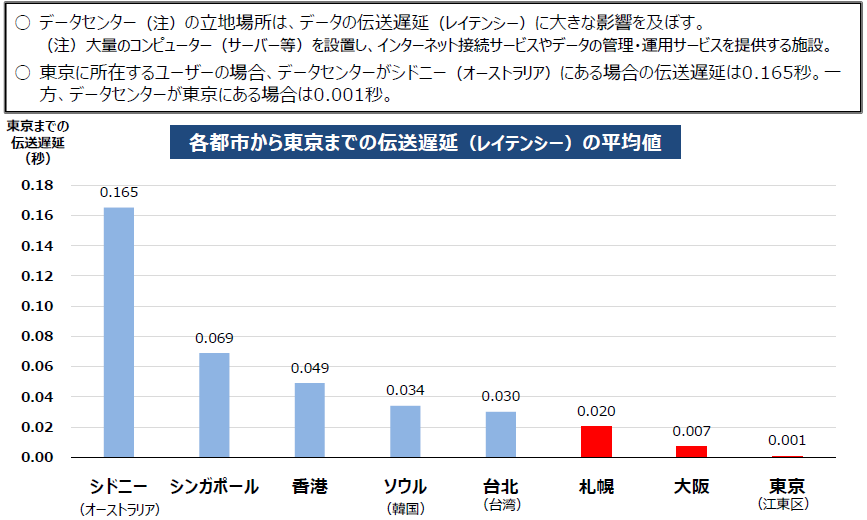 ○ データセンター（注）の立地場所は、データの伝送遅延（レイテンシー）に大きな影響を及ぼす。
（注）大量のコンピューター（サーバー等）を設置し、インターネット接続サービスやデータの管理・運用サービスを提供する施設。
○ 東京に所在するユーザーの場合、データセンターがシドニー（オーストラリア）にある場合の伝送遅延は0.165秒。一
方、データセンターが東京にある場合は0.001秒。
東京までの
伝送遅延
（秒）
各都市から東京までの伝送遅延（レイテンシー）の平均値
0.18
0.16
0.14
0.12
0.10
0.08
0.06
0.04
0.02
0.00
0.165
0.069
0.049
0.034
0.030
0.020
0.007
0.001
シドニー
（オーストラリア）
シンガポール
香港
ソウル
（韓国）
台北
（台湾）
札幌
大阪
東京
（江東区）